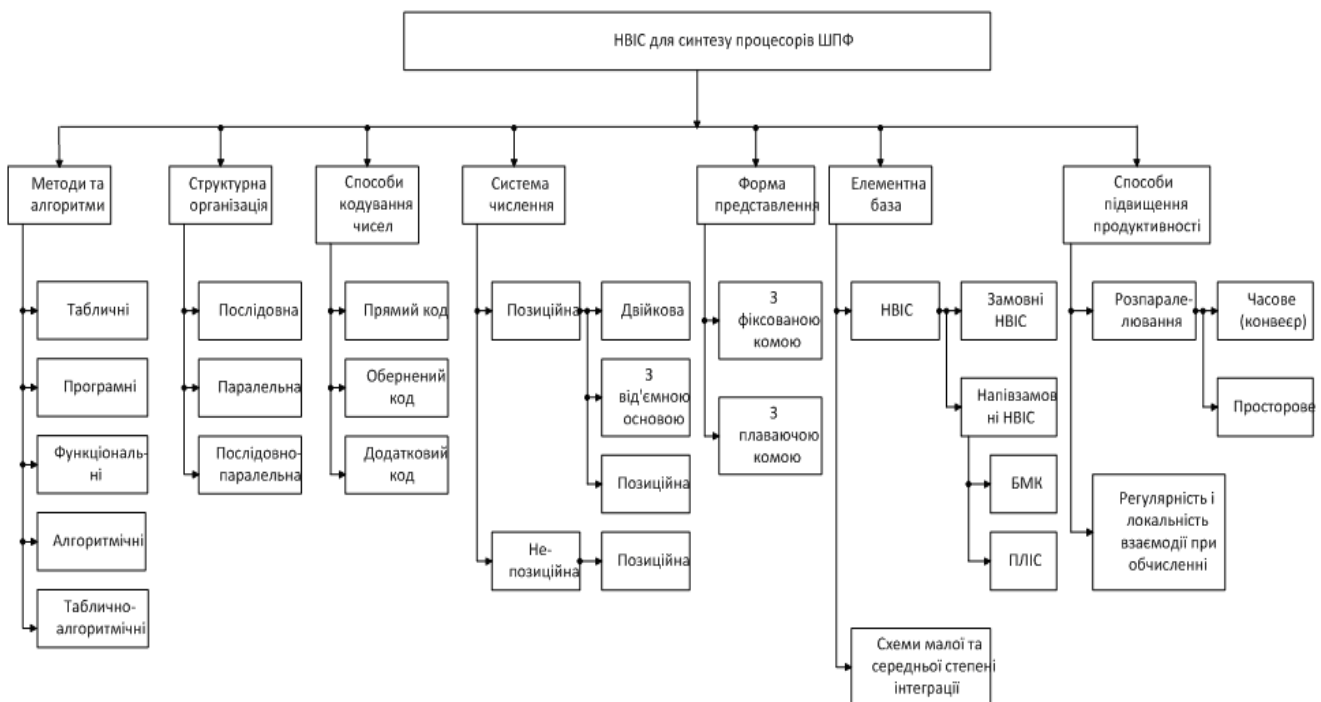 НВІС для синтезу процесорів ШПФ
Методи та
алгоритми
Структурна
організація
Способи
кодування
чисел
Система
числення
Форма
представлення
Елементна
база
Способи
підвищення
продуктивності
Табличні
Програмні
Функціональ-
ні
Алгоритмічні
Таблично-
алгоритмічні
Послідовна
Паралельна
Послідовно-
паралельна
Прямий код
Обернений
код
Додатковий
код
Позиційна
Двійкова
З
від'ємною
основою
Позиційна
Не-
позиційна
Позиційна
З
фіксованою
комою
З
плаваючою
комою
НВІС
Замовні
НВІС
Напівзамов
ні НВІС
БМК
ПЛІС
Схеми малої та
середньої степені
інтеграції
Розпарале-
лювання
Часове
(конвеєр)
Просторове
Регулярність і
локальність
взаємодії при
обчисленні